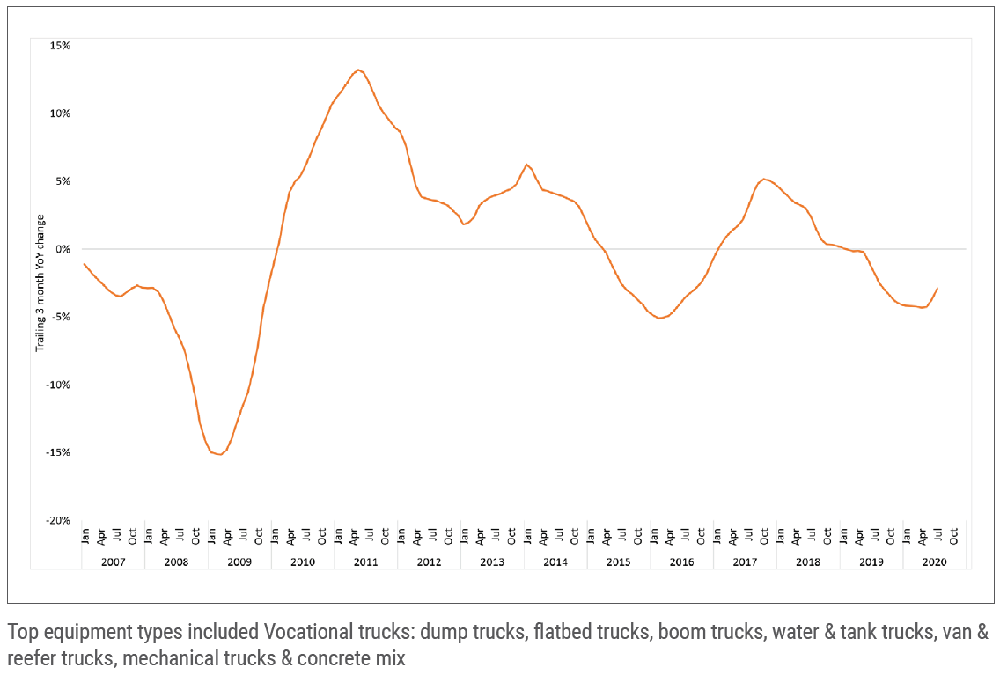 15%
10%
5%
0%
-5%
-10%
-15%
-20%
Trailing 3 month YoY change
Jan Apr Jul Oct Jan Apr Jul Oct Jan Apr Jul Oct Jan Apr Jul Oct Jan Apr Jul Oct Jan Apr Jul Oct Jan Apr Jul Oct Jan Apr Jul Oct Jan Apr Jul Oct Jan Apr Jul Oct Jan Apr Jul Oct Jan Apr Jul Oct Jan Apr Jul Oct Jan Apr Jul Oct
2007 2008 2009 2010 2011 2012 2013 2014 2015 2016 2017 2018 2019 2020
Top equipment types included Vocational trucks: dump trucks, flatbed trucks, boom trucks, water & tank trucks, van &
reefer trucks, mechanical trucks & concrete mix